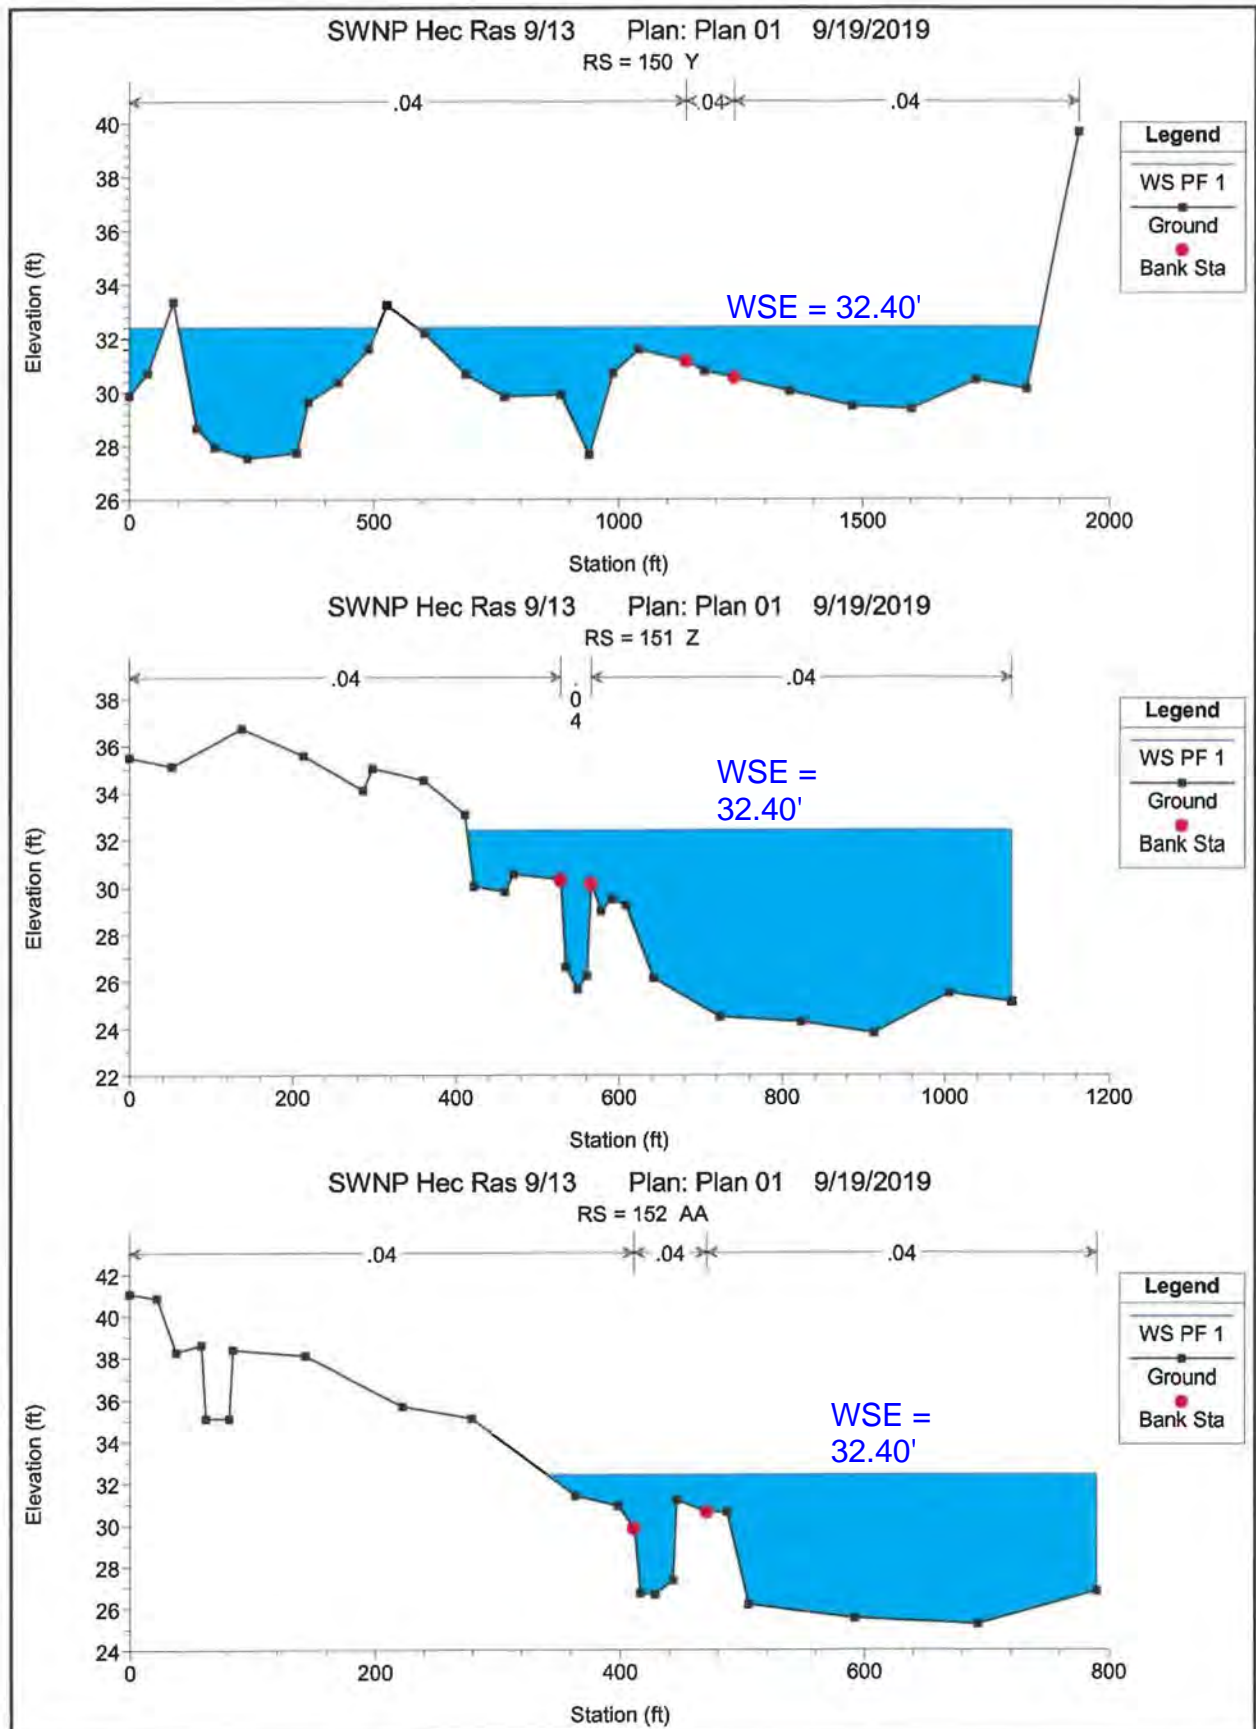 SWNP Hec Ras 9/13 Plan: Plan 01 9/19/2019
RS = 150 Y
.04 .04 .04
40
38
36
34
32
30
28
26
Elevation (ft)
WSE = 32.40'
0 500 1000 1500 2000
Station (ft)
Legend
WS PF 1
Ground
Bank Sta
SWNP Hec Ras 9/13 Plan: Plan 01 9/19/2019
RS = 151 Z
.04 .04 .04
38
36
34
32
30
28
26
24
22
Elevation (ft)
WSE =
32.40'
0 200 400 600 800 1000 1200
Station (ft)
Legend
WS PF 1
Ground
Bank Sta
SWNP Hec Ras 9/13 Plan: Plan 01 9/19/2019
RS = 152 AA
.04 .04 .04
42
40
38
36
34
32
30
28
26
24
Elevation (ft)
WSE =
32.40'
0 200 400 600 800
Station (ft)
Legend
WS PF 1
Ground
Bank Sta